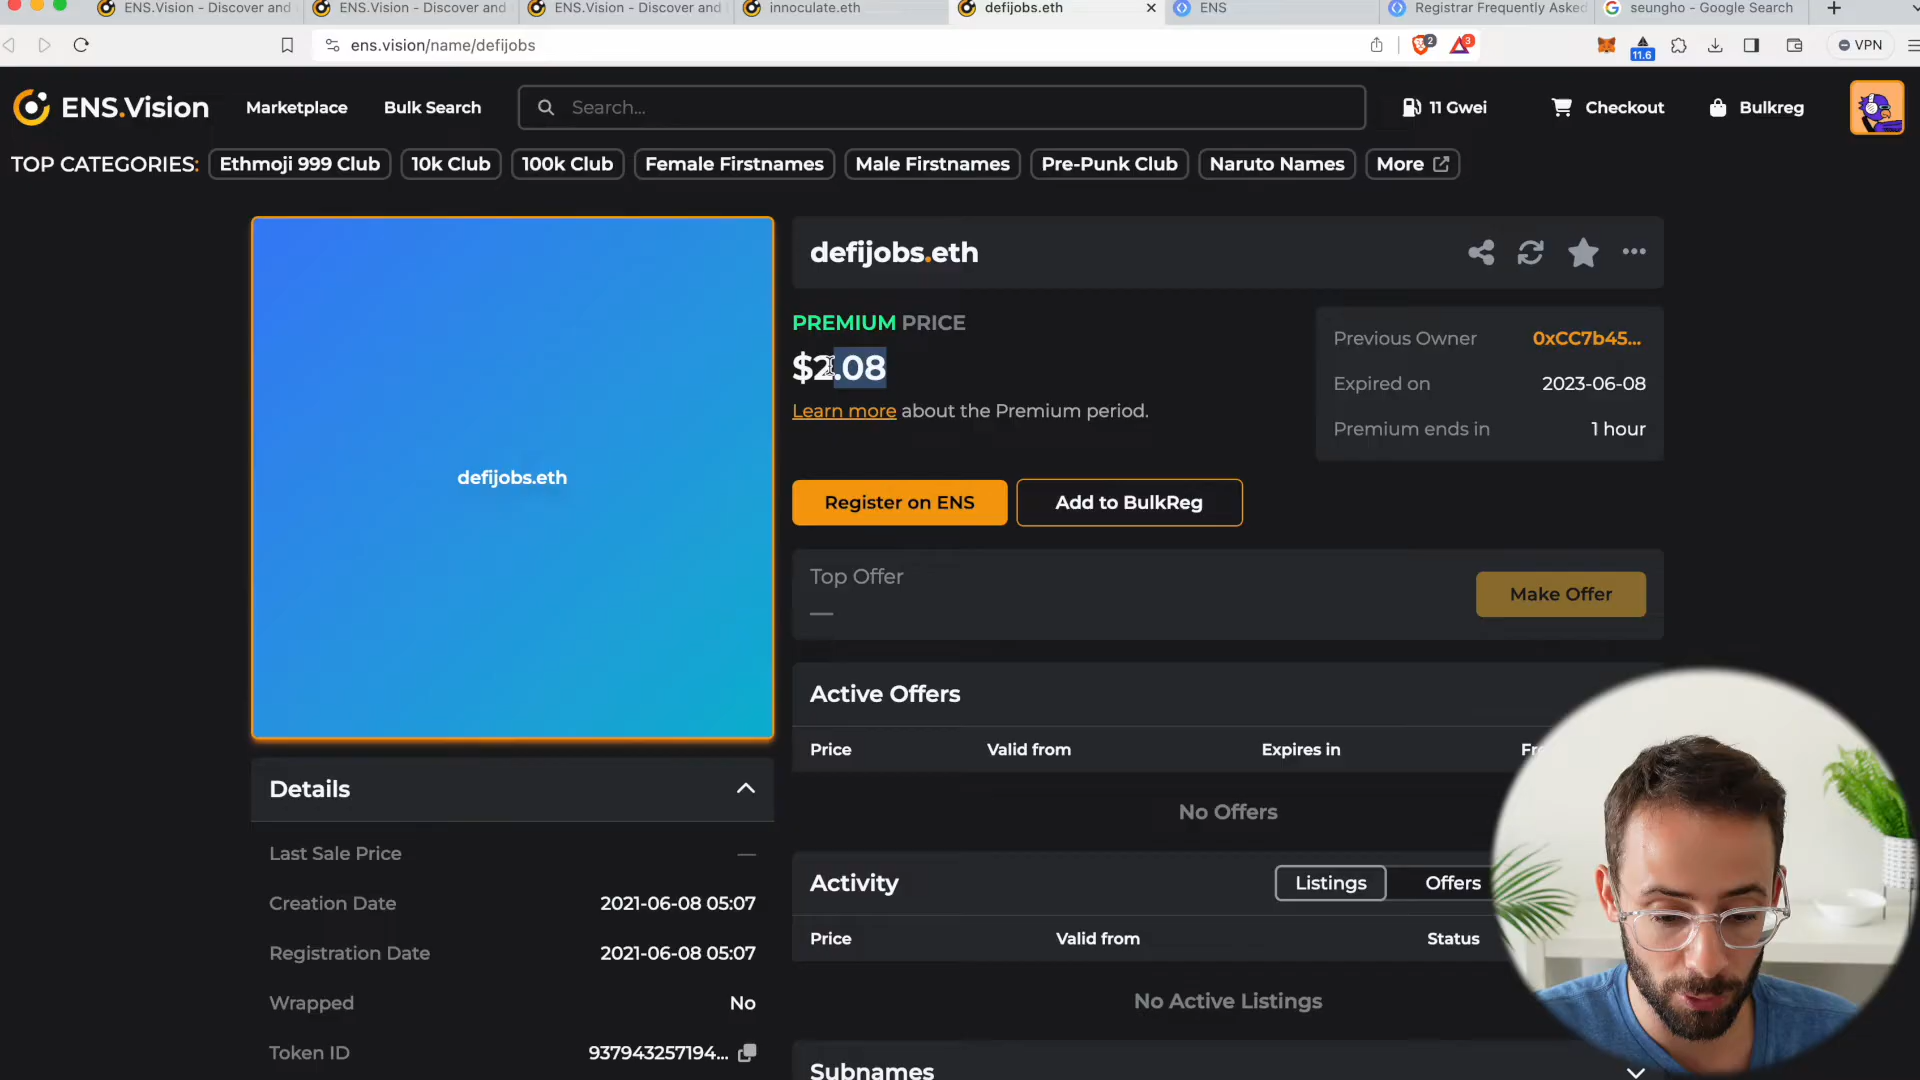 ENS.Vision - Discover and
ENS.Vision - Discover and
ENS.Vision - Discover and
innoculate.eth
defijobs.eth
ENS
Registrar Frequently Asked
seungho - Google Search
ens.vision/name/defijobs
2
3
11.6
VPN
ENS.Vision
Marketplace
Bulk Search
Search...
11 Gwei
Checkout
Bulkreg
TOP CATEGORIES:
Ethmoji 999 Club
10k Club
100k Club
Female Firstnames
Male Firstnames
Pre-Punk Club
Naruto Names
More
defijobs.eth
defijobs.eth
PREMIUM PRICE
$2.08
Learn more about the Premium period.
Previous Owner 0xCC7b45...
Expired on 2023-06-08
Premium ends in 1 hour
Register on ENS
Add to BulkReg
Top Offer
—
Make Offer
Active Offers
Price Valid from Expires in
No Offers
Details
Last Sale Price —
Creation Date 2021-06-08 05:07
Registration Date 2021-06-08 05:07
Wrapped No
Token ID 937943257194...
Activity
Listings
Offers
Price Valid from Status
No Active Listings
Subnames